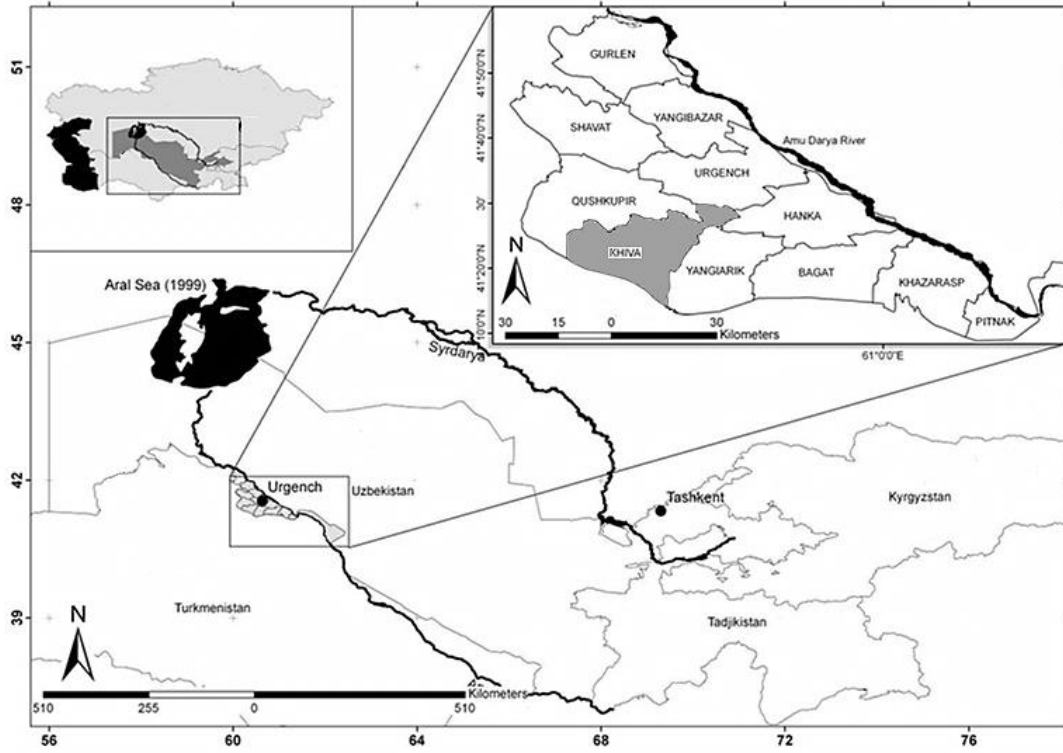 51
48
45
42
39
56
60
64
68
72
76
Aral Sea (1999)
Syrdarya
Urgench
Uzbekistan
Tashkent
Kyrgyzstan
Turkmenistan
Tadjikistan
N
510 255 0 510
Kilometers
GURLEN
SHAVAT
YANGIBAZAR
Amu Darya River
URGENCH
QUSHKUPIR
HANKA
KHIVA
YANGIARIK
BAGAT
KHAZARASP
PITNAK
N
41°50'0"N
41°40'0"N
30'
41°20'0"N
10'0"N
30 15 0 30
Kilometers
61°0'0"E